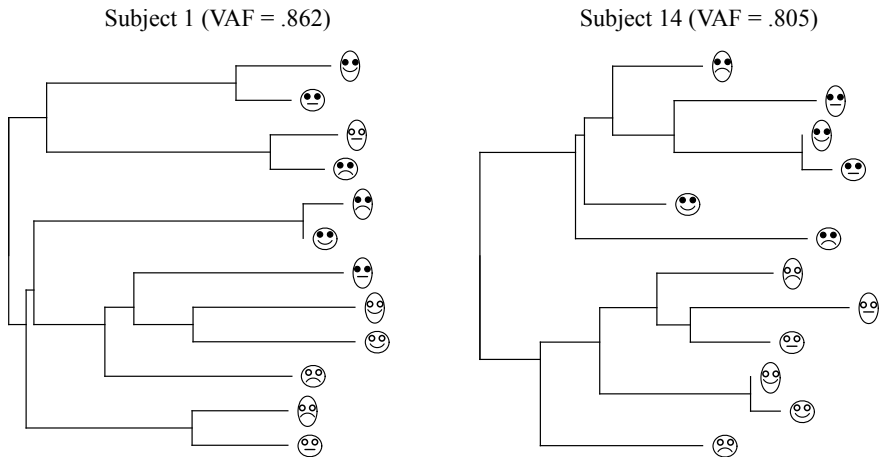 Subject 1 (VAF = .862)
Subject 14 (VAF = .805)